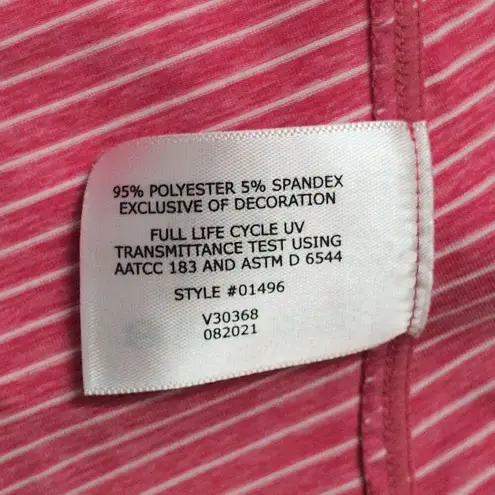 95% POLYESTER 5% SPANDEX
EXCLUSIVE OF DECORATION
FULL LIFE CYCLE UV
TRANSMITTANCE TEST USING
AATCC 183 AND ASTM D 6544
STYLE #01496
V30368
082021